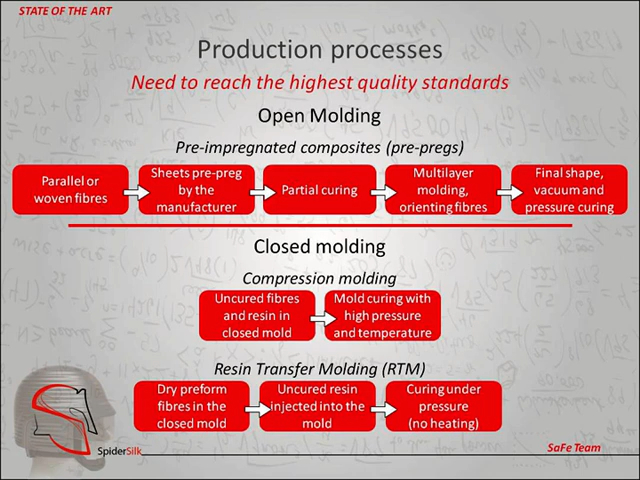 STATE OF THE ART
Production processes
Need to reach the highest quality standards
Open Molding
Pre-impregnated composites (pre-pregs)
Parallel or
woven fibres
Sheets pre-preg
by the
manufacturer
Partial curing
Multilayer
molding,
orienting fibres
Final shape,
vacuum and
pressure curing
Closed molding
Compression molding
Uncured fibres
and resin in
closed mold
Mold curing with
high pressure
and temperature
Resin Transfer Molding (RTM)
Dry preform
fibres in the
closed mold
Uncured resin
injected into the
mold
Curing under
pressure
(no heating)
SpiderSilk
SaFe Team